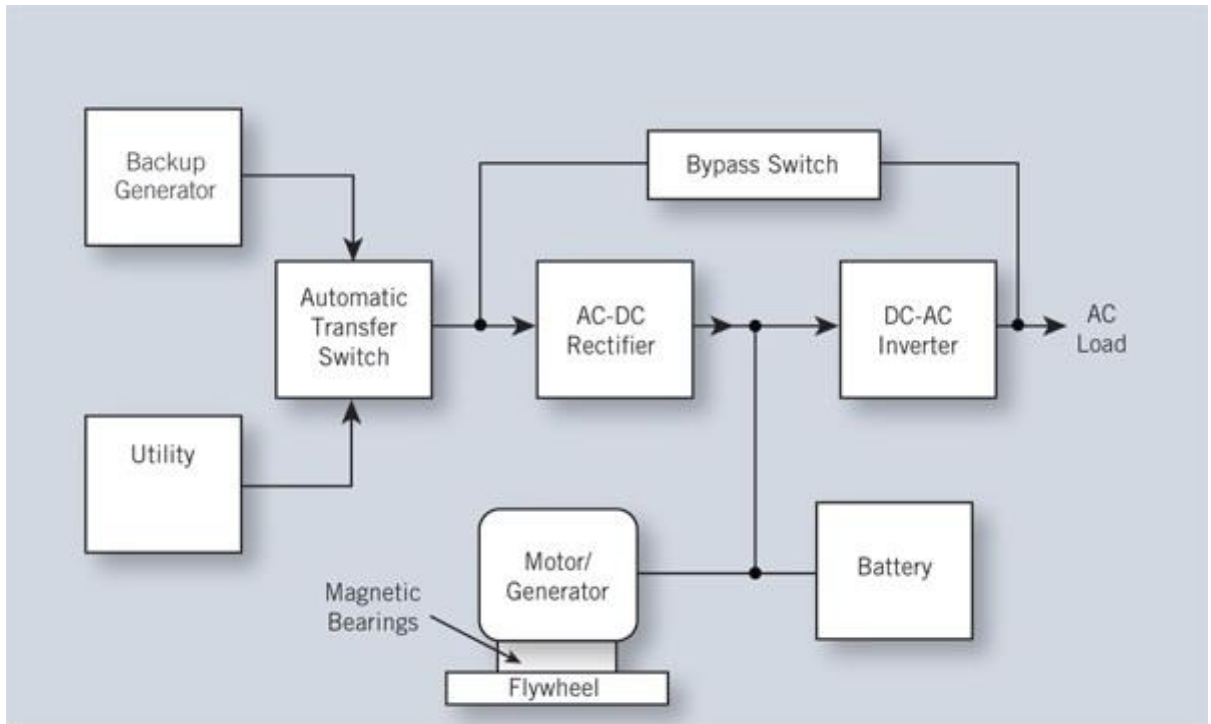 Backup
Generator
Bypass Switch
Automatic
Transfer
Switch
AC-DC
Rectifier
DC-AC
Inverter
AC
Load
Utility
Motor/
Generator
Battery
Magnetic
Bearings
Flywheel